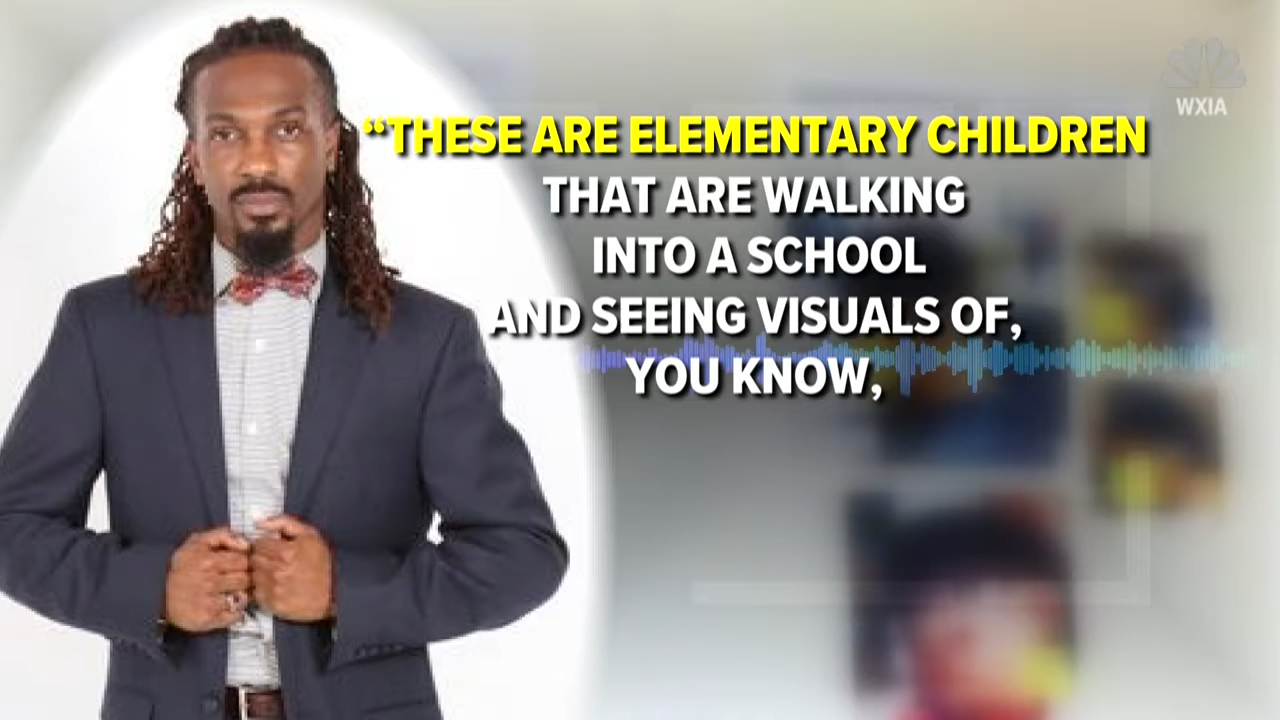 WXIA
“THESE ARE ELEMENTARY CHILDREN
THAT ARE WALKING
INTO A SCHOOL
AND SEEING VISUALS OF,
YOU KNOW,